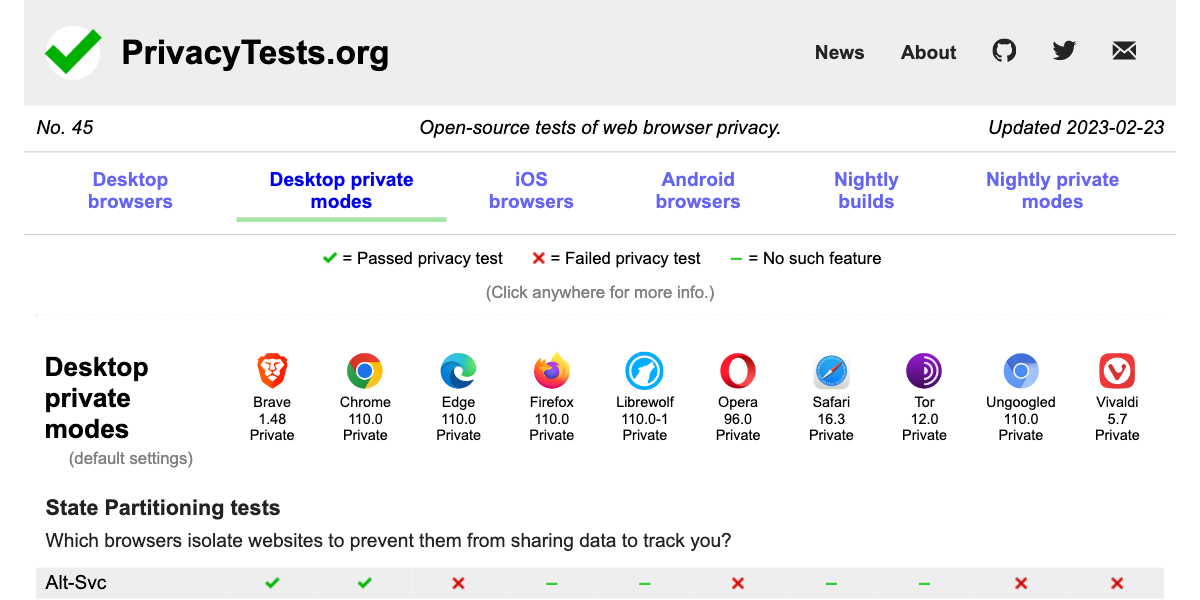 PrivacyTests.org
News About
No. 45 Open-source tests of web browser privacy. Updated 2023-02-23
Desktop browsers
Desktop private modes
iOS browsers
Android browsers
Nightly builds
Nightly private modes
= Passed privacy test = Failed privacy test = No such feature
(Click anywhere for more info.)
Desktop
private
modes
(default settings)
Brave 1.48 Private
Chrome 110.0 Private
Edge 110.0 Private
Firefox 110.0 Private
Librewolf 110.0-1 Private
Opera 96.0 Private
Safari 16.3 Private
Tor 12.0 Private
Ungoogled 110.0 Private
Vivaldi 5.7 Private
State Partitioning tests
Which browsers isolate websites to prevent them from sharing data to track you?
Alt-Svc